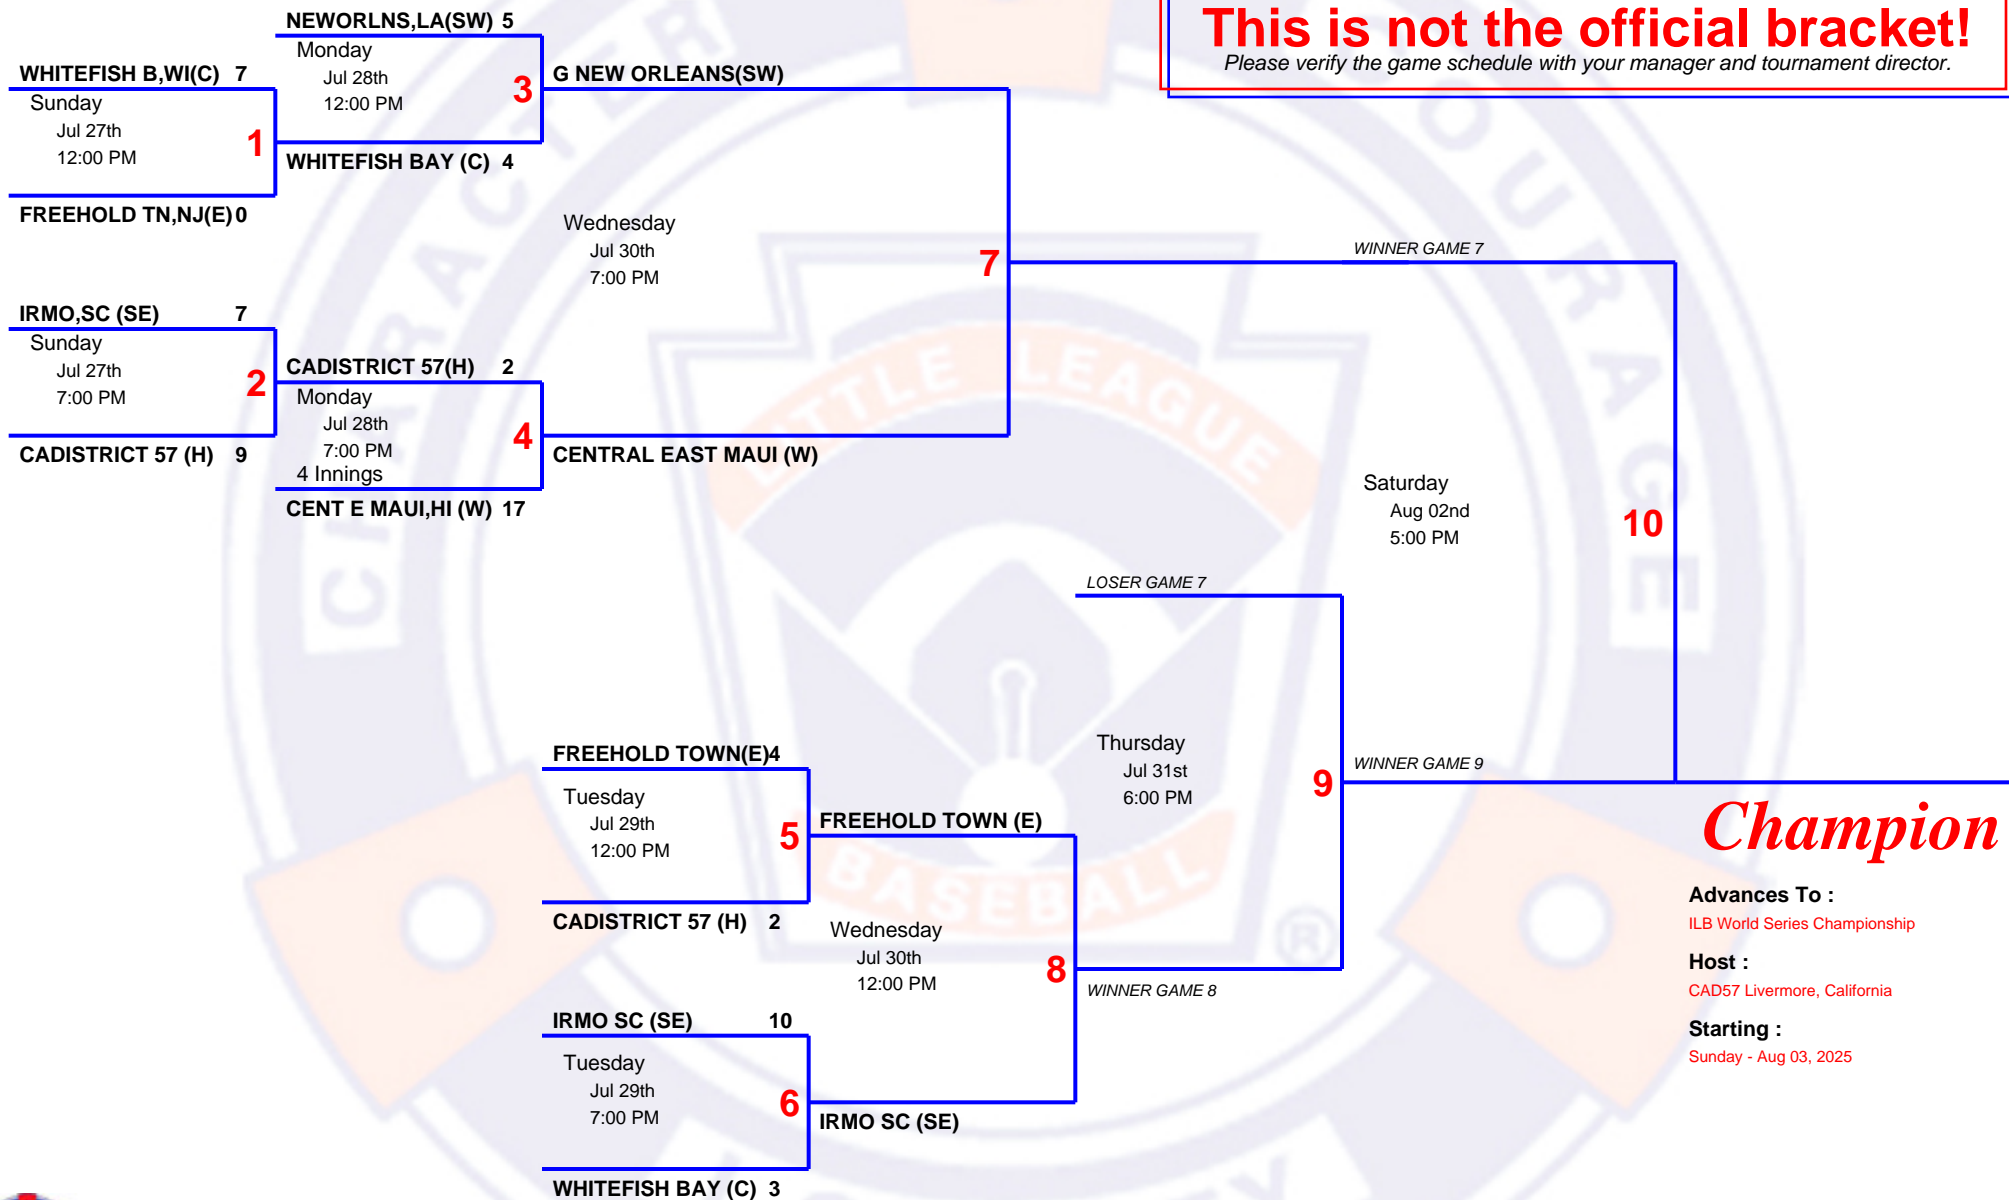 This is not the official bracket!
Please verify the game schedule with your manager and tournament director.
NEWORLNS,LA(SW) 5
Monday
Jul 28th
12:00 PM
3
WHITEFISH BAY (C) 4
WHITEFISH B,WI(C) 7
Sunday
Jul 27th
12:00 PM
1
FREEHOLD TN,NJ(E) 0
G NEW ORLEANS(SW)
Wednesday
Jul 30th
7:00 PM
7
IRMO,SC (SE) 7
Sunday
Jul 27th
7:00 PM
2
CADISTRICT 57 (H) 9
CADISTRICT 57(H) 2
Monday
Jul 28th
7:00 PM
4 Innings
4
CENT E MAUI,HI (W) 17
CENTRAL EAST MAUI (W)
WINNER GAME 7
Saturday
Aug 02nd
5:00 PM
10
LOSER GAME 7
Thursday
Jul 31st
6:00 PM
9
WINNER GAME 9
FREEHOLD TOWN(E)4
Tuesday
Jul 29th
12:00 PM
5
CADISTRICT 57 (H) 2
FREEHOLD TOWN (E)
Wednesday
Jul 30th
12:00 PM
8
WINNER GAME 8
IRMO SC (SE) 10
Tuesday
Jul 29th
7:00 PM
6
WHITEFISH BAY (C) 3
IRMO SC (SE)
Champion
Advances To :
ILB World Series Championship
Host :
CAD57 Livermore, California
Starting :
Sunday - Aug 03, 2025
CHARACTER
COURAGE
LITTLE LEAGUE
BASEBALL
®